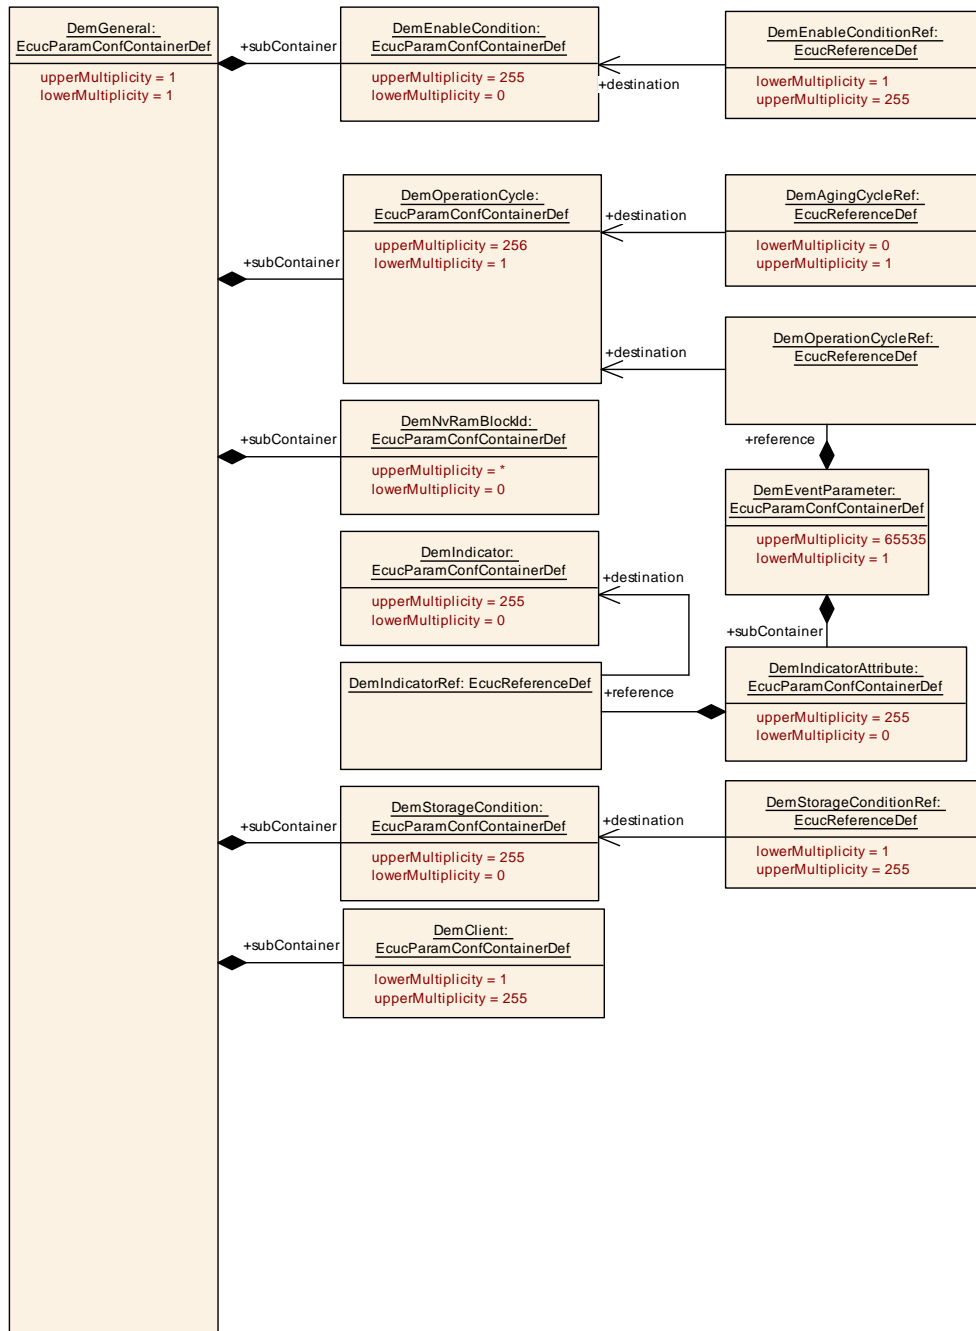 DemGeneral:
EcucParamConfContainerDef
upperMultiplicity = 1
lowerMultiplicity = 1
+subContainer
DemEnableCondition:
EcucParamConfContainerDef
upperMultiplicity = 255
lowerMultiplicity = 0
+destination
DemEnableConditionRef:
EcucReferenceDef
lowerMultiplicity = 1
upperMultiplicity = 255
+subContainer
DemOperationCycle:
EcucParamConfContainerDef
upperMultiplicity = 256
lowerMultiplicity = 1
+destination
DemAgingCycleRef:
EcucReferenceDef
lowerMultiplicity = 0
upperMultiplicity = 1
+destination
DemOperationCycleRef:
EcucReferenceDef
+reference
+subContainer
DemNvRamBlockId:
EcucParamConfContainerDef
upperMultiplicity = *
lowerMultiplicity = 0
DemEventParameter:
EcucParamConfContainerDef
upperMultiplicity = 65535
lowerMultiplicity = 1
DemIndicator:
EcucParamConfContainerDef
upperMultiplicity = 255
lowerMultiplicity = 0
+destination
+subContainer
DemIndicatorRef: EcucReferenceDef
+reference
DemIndicatorAttribute:
EcucParamConfContainerDef
upperMultiplicity = 255
lowerMultiplicity = 0
+subContainer
DemStorageCondition:
EcucParamConfContainerDef
upperMultiplicity = 255
lowerMultiplicity = 0
+destination
DemStorageConditionRef:
EcucReferenceDef
lowerMultiplicity = 1
upperMultiplicity = 255
+subContainer
DemClient:
EcucParamConfContainerDef
lowerMultiplicity = 1
upperMultiplicity = 255